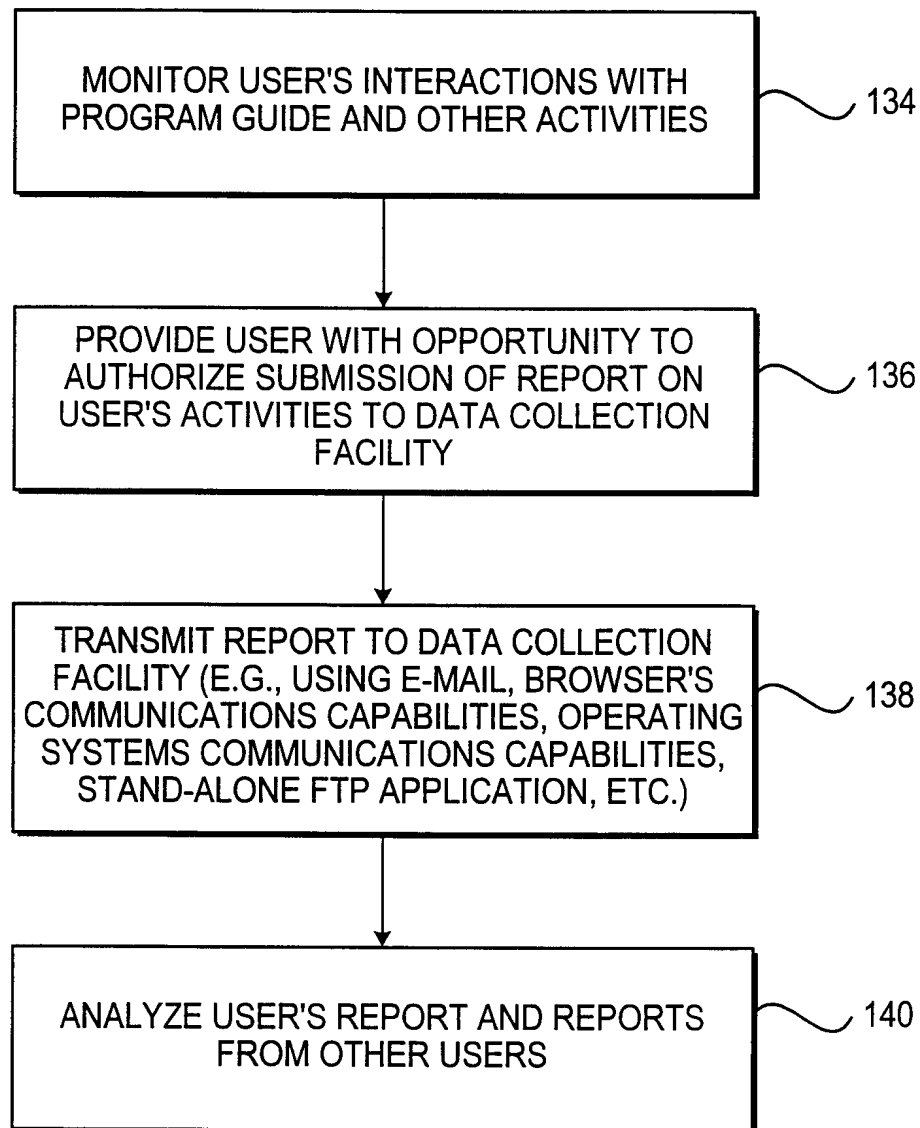 MONITOR USER'S INTERACTIONS WITH
PROGRAM GUIDE AND OTHER ACTIVITIES
134
PROVIDE USER WITH OPPORTUNITY TO
AUTHORIZE SUBMISSION OF REPORT ON
USER'S ACTIVITIES TO DATA COLLECTION
FACILITY
136
TRANSMIT REPORT TO DATA COLLECTION
FACILITY (E.G., USING E-MAIL, BROWSER'S
COMMUNICATIONS CAPABILITIES, OPERATING
SYSTEMS COMMUNICATIONS CAPABILITIES,
STAND-ALONE FTP APPLICATION, ETC.)
138
ANALYZE USER'S REPORT AND REPORTS
FROM OTHER USERS
140